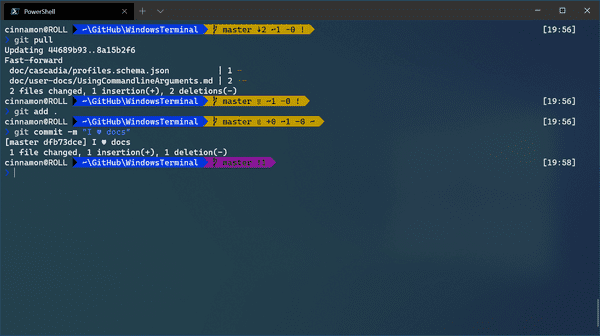 PowerShell
cinnamon@ROLL ~\GitHub\WindowsTerminal master ↓2 ~1 -0 ! [19:56]
git pull
Updating 44689b93..8a15b2f6
Fast-forward
doc/cascadia/profiles.schema.json | 1
doc/user-docs/UsingCommandlineArguments.md | 2
2 files changed, 1 insertion(+), 2 deletions(-)
cinnamon@ROLL ~\GitHub\WindowsTerminal master ≡ ~1 -0 ! [19:56]
git add .
cinnamon@ROLL ~\GitHub\WindowsTerminal master ≡ +0 ~1 -0 ~ [19:56]
git commit -m "I ♥ docs"
[master dfb73dce] I ♥ docs
1 file changed, 1 insertion(+), 1 deletion(-)
cinnamon@ROLL ~\GitHub\WindowsTerminal master ↑1 [19:58]